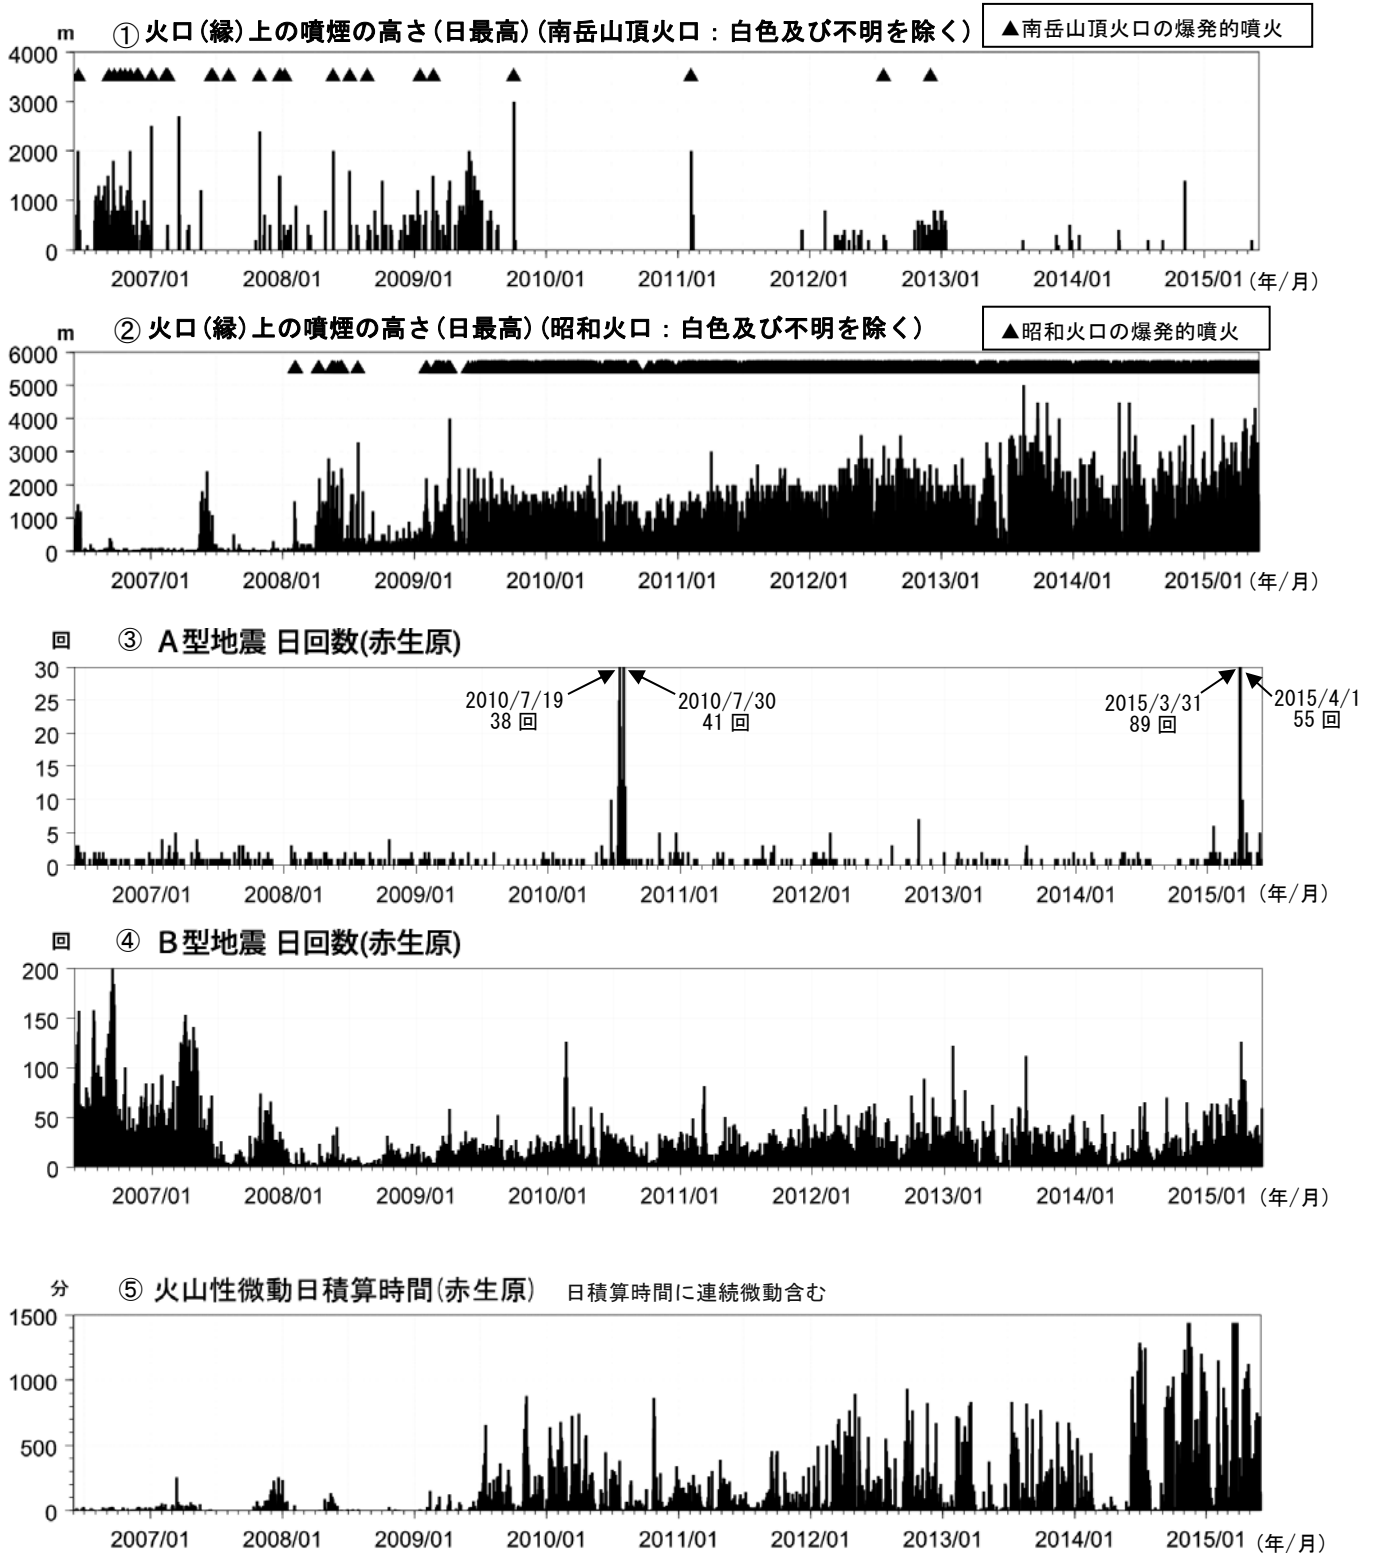 m ①火口(縁)上の噴煙の高さ(日最高)(南岳山頂火口：白色及び不明を除く) ▲南岳山頂火口の爆発的噴火
4000
3000
2000
1000
0
2007/01 2008/01 2009/01 2010/01 2011/01 2012/01 2013/01 2014/01 2015/01 (年/月)
m ②火口(縁)上の噴煙の高さ(日最高)(昭和火口：白色及び不明を除く) ▲昭和火口の爆発的噴火
6000
5000
4000
3000
2000
1000
0
2007/01 2008/01 2009/01 2010/01 2011/01 2012/01 2013/01 2014/01 2015/01 (年/月)
回 ③ A型地震 日回数(赤生原)
30
25
20
15
10
5
0
2010/7/19
38 回
2010/7/30
41 回
2015/3/31
89 回
2015/4/1
55 回
2007/01 2008/01 2009/01 2010/01 2011/01 2012/01 2013/01 2014/01 2015/01 (年/月)
回 ④ B型地震 日回数(赤生原)
200
150
100
50
0
2007/01 2008/01 2009/01 2010/01 2011/01 2012/01 2013/01 2014/01 2015/01 (年/月)
分 ⑤ 火山性微動日積算時間(赤生原) 日積算時間に連続微動含む
1500
1000
500
0
2007/01 2008/01 2009/01 2010/01 2011/01 2012/01 2013/01 2014/01 2015/01 (年/月)